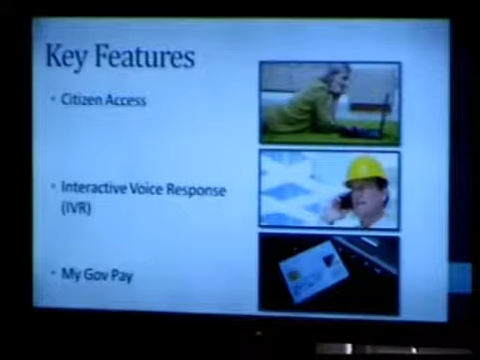 Key Features
• Citizen Access
• Interactive Voice Response
(IVR)
• My Gov Pay